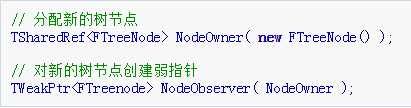 // 分配新的树节点
TSharedRef<FTreeNode> NodeOwner( new FTreeNode() );
// 对新的树节点创建弱指针
TWeakPtr<FTreenode> NodeObserver( NodeOwner );